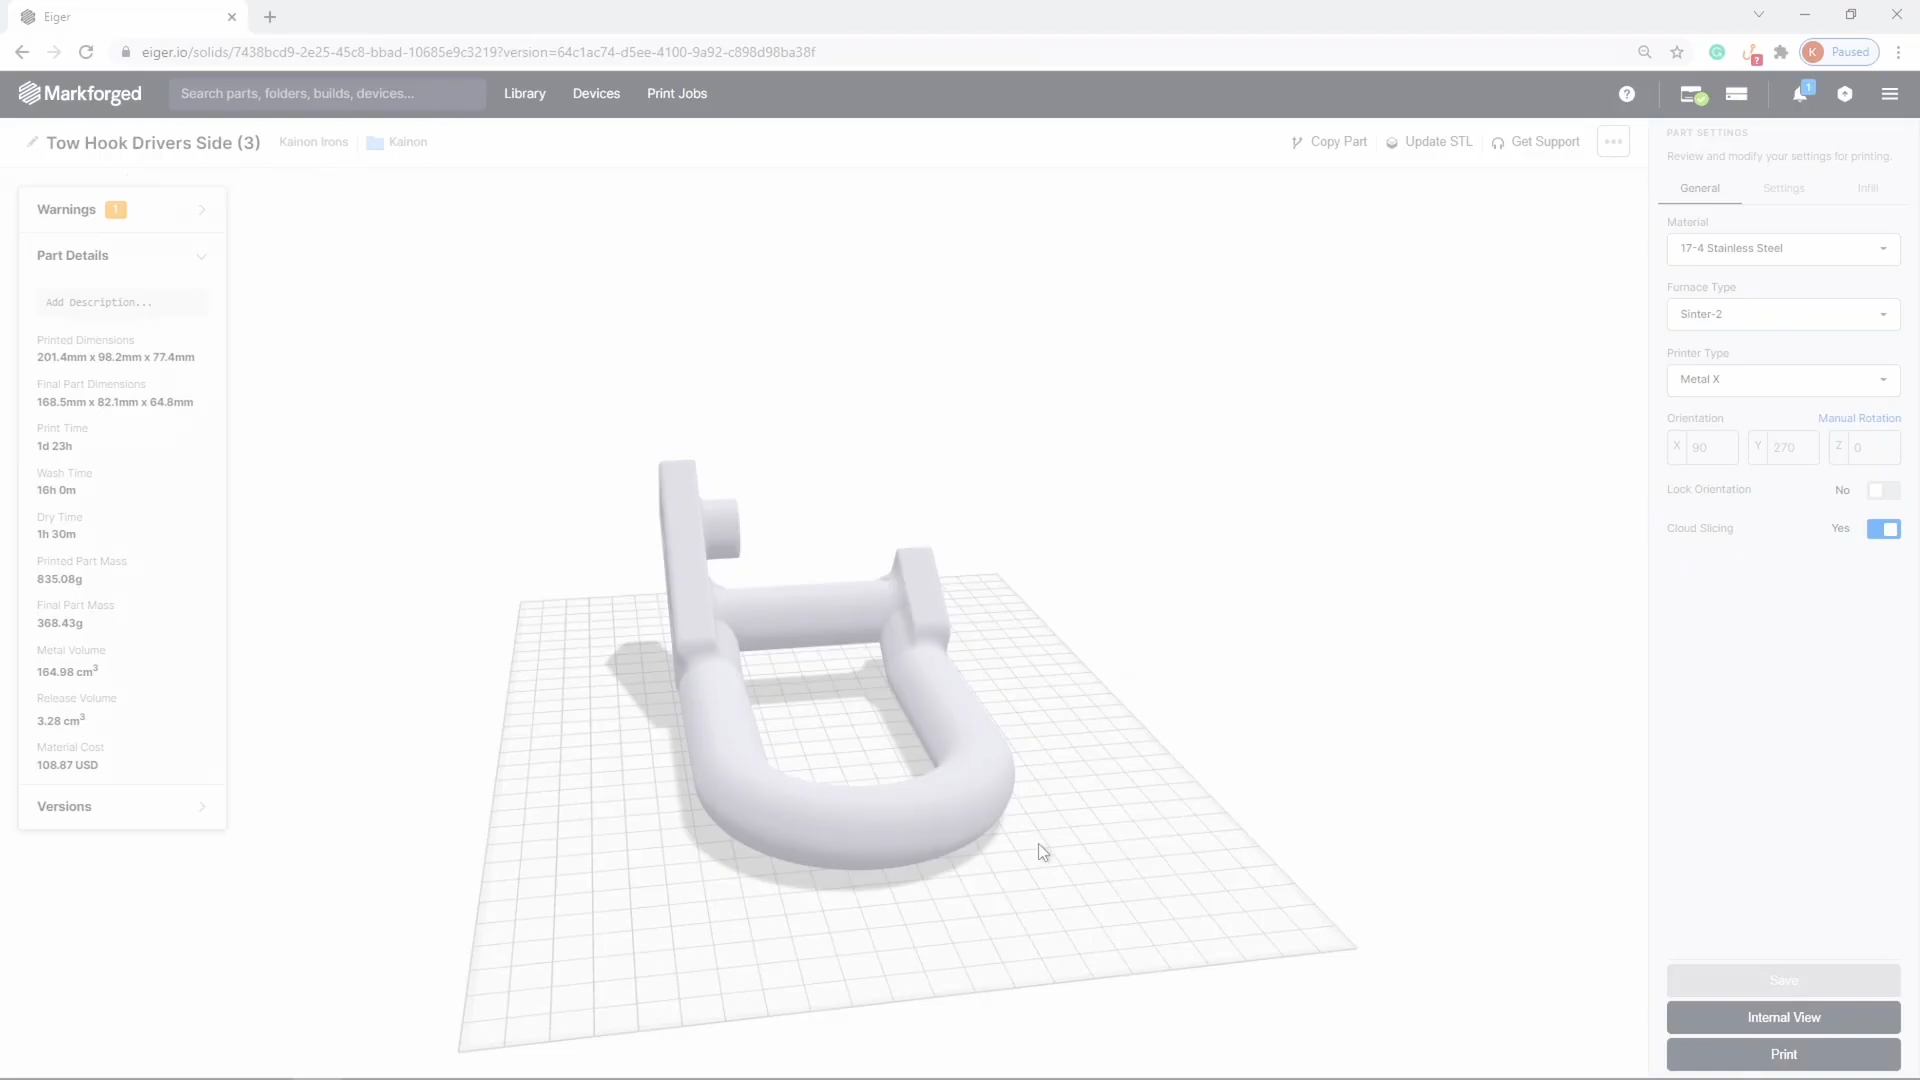 Eiger
eiger.io/solids/7438bcd9-2e25-45c8-bbad-10685e9c3219?version=64c1ac74-d5ee-4100-9a92-c898d98ba38f
? K Paused
Markforged
Search parts, folders, builds, devices...
Library Devices Print Jobs
? 1
Tow Hook Drivers Side (3) Kainon Irons Kainon
Copy Part Update STL Get Support
Warnings 1
Part Details
Add Description...
Printed Dimensions
201.4mm x 98.2mm x 77.4mm
Final Part Dimensions
168.5mm x 82.1mm x 64.8mm
Print Time
1d 23h
Wash Time
16h 0m
Dry Time
1h 30m
Printed Part Mass
835.08g
Final Part Mass
368.43g
Metal Volume
164.98 cm³
Release Volume
3.28 cm³
Material Cost
108.87 USD
Versions
PART SETTINGS
Review and modify your settings for printing.
General Settings Infill
Material
17-4 Stainless Steel
Furnace Type
Sinter-2
Printer Type
Metal X
Orientation Manual Rotation
X 90 Y 270 Z 0
Lock Orientation No
Cloud Slicing Yes
Save
Internal View
Print